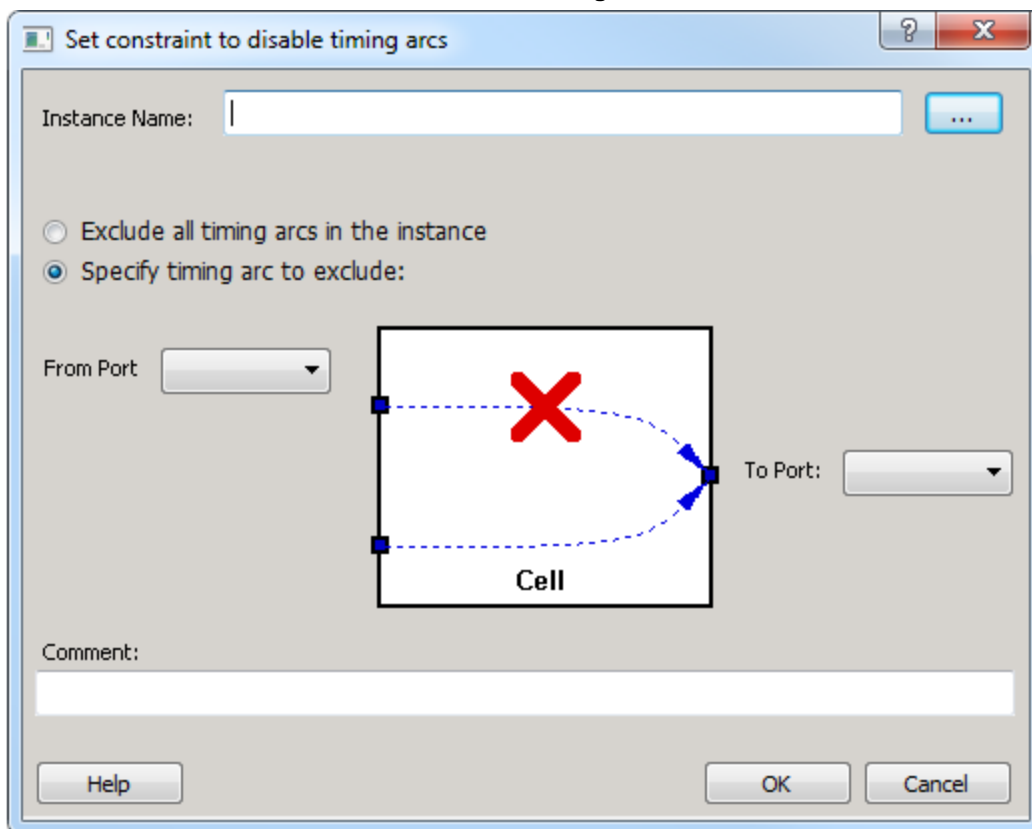 Set constraint to disable timing arcs
Instance Name:
...
Exclude all timing arcs in the instance
Specify timing arc to exclude:
From Port
To Port:
Cell
Comment:
Help
OK
Cancel